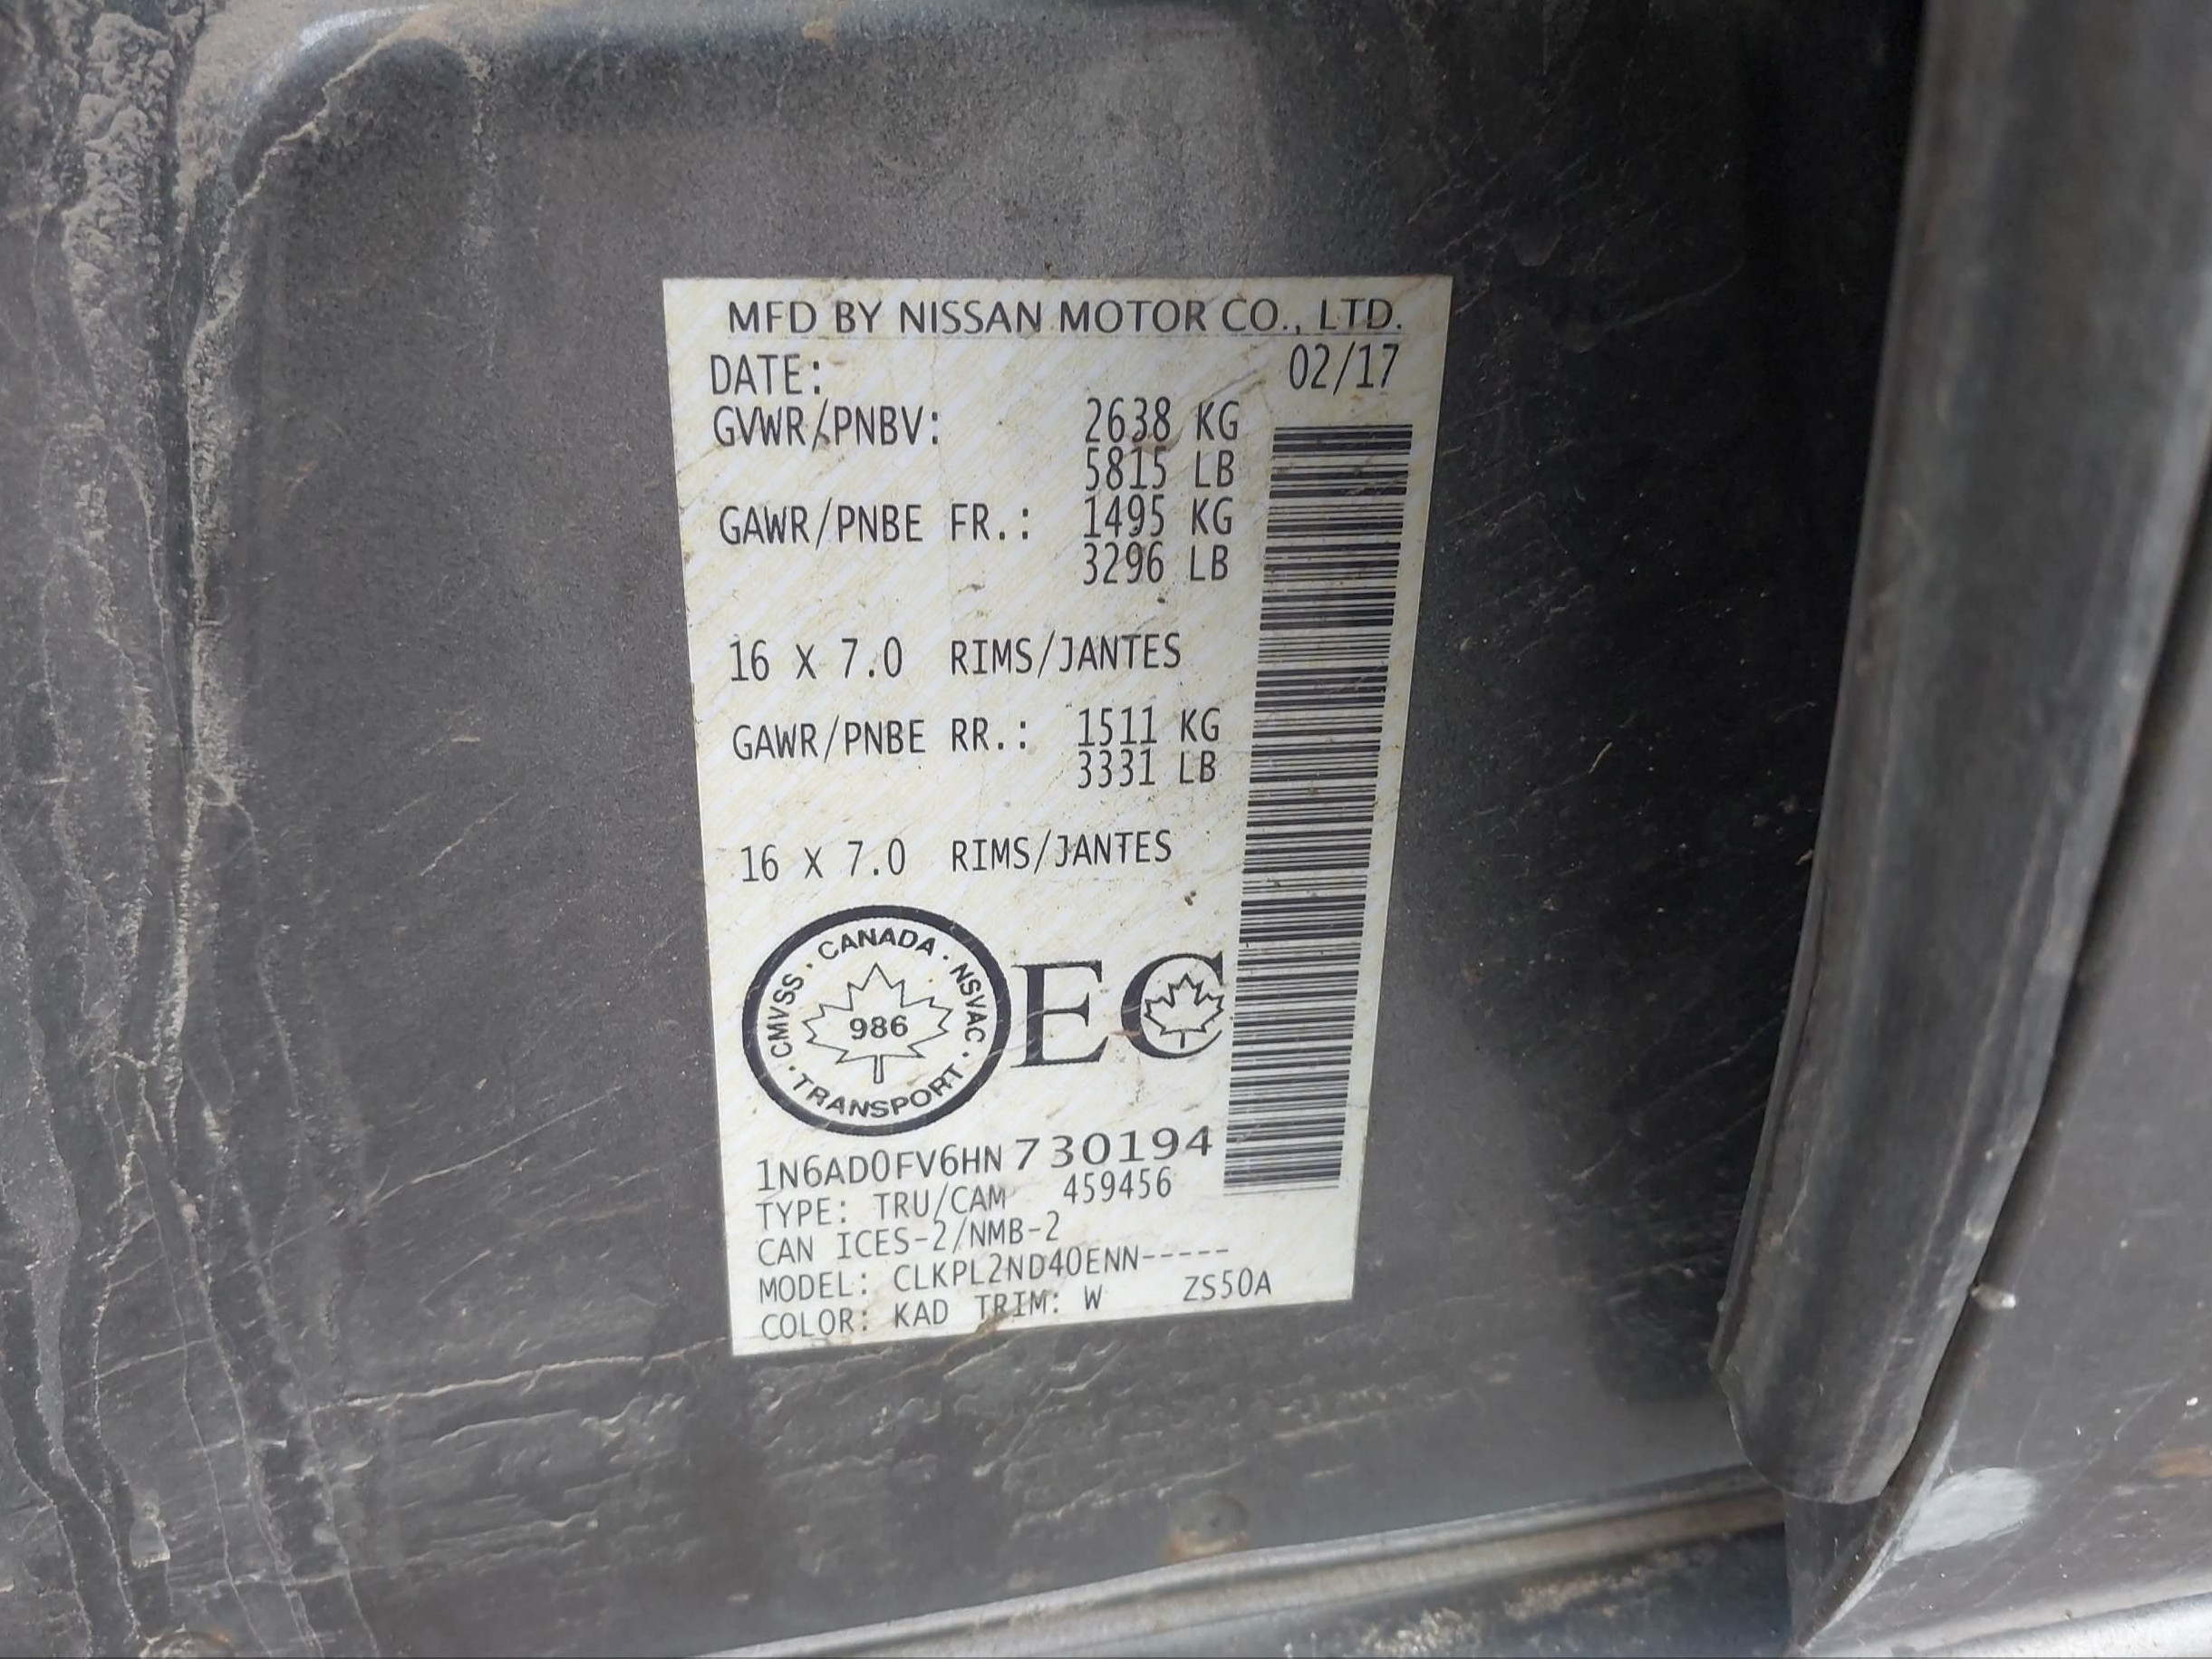 MFD BY NISSAN MOTOR CO., LTD.
DATE: 02/17
GVWR/PNBV: 2638 KG
5815 LB
GAWR/PNBE FR.: 1495 KG
3296 LB
16 X 7.0 RIMS/JANTES
GAWR/PNBE RR.: 1511 KG
3331 LB
16 X 7.0 RIMS/JANTES
CMVSS · CANADA · NSVAC · TRANSPORT
986
EC
1N6AD0FV6HN730194
TYPE: TRU/CAM 459456
CAN ICES-2/NMB-2
MODEL: CLKPL2ND40ENN-----
COLOR: KAD TRIM: W ZS50A